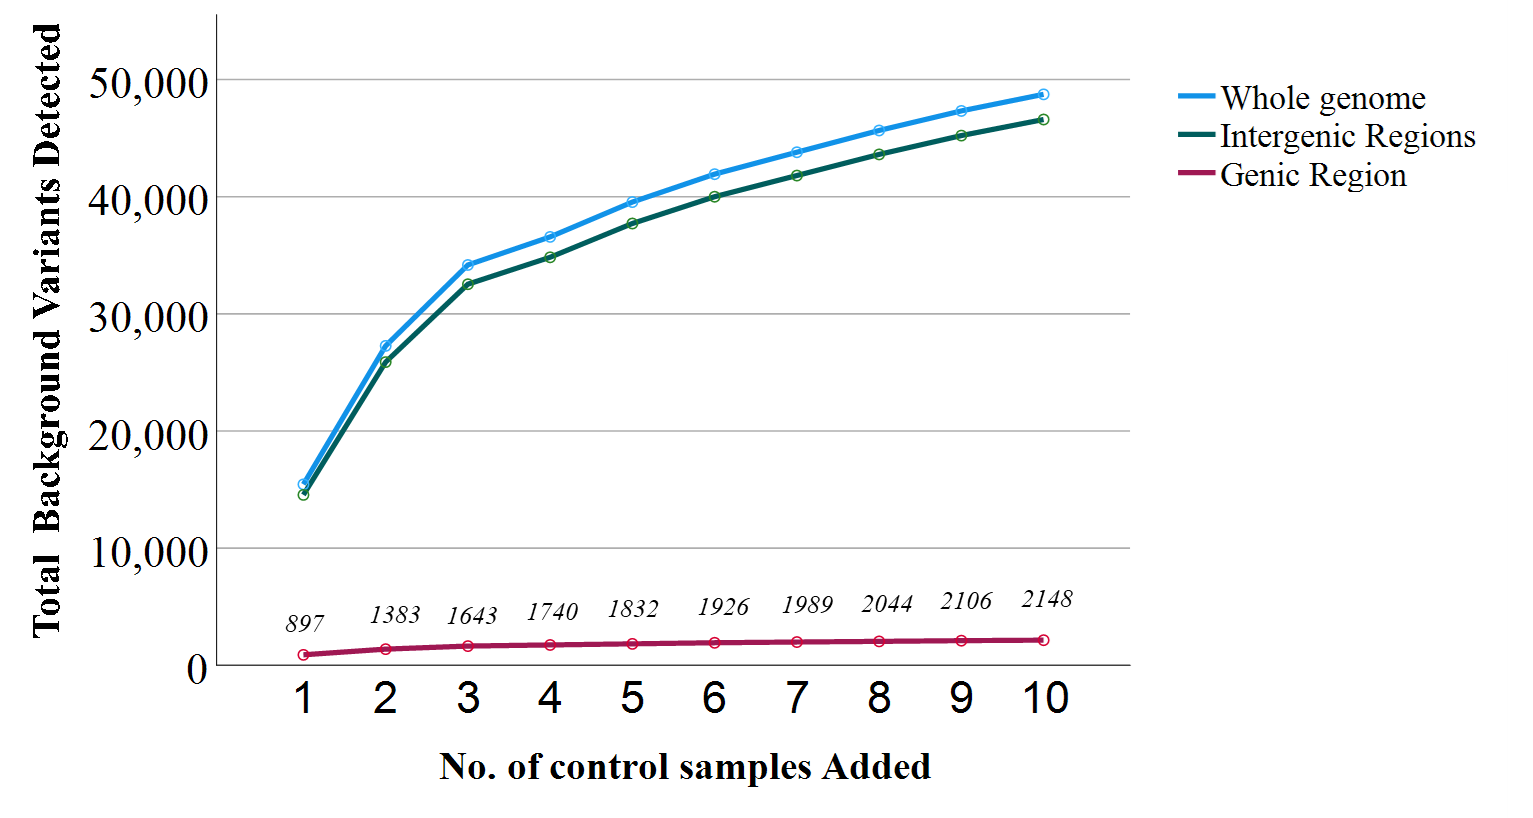 Total Background Variants Detected
50,000
40,000
30,000
20,000
10,000
0
897 1383 1643 1740 1832 1926 1989 2044 2106 2148
1 2 3 4 5 6 7 8 9 10
No. of control samples Added
Whole genome
Intergenic Regions
Genic Region